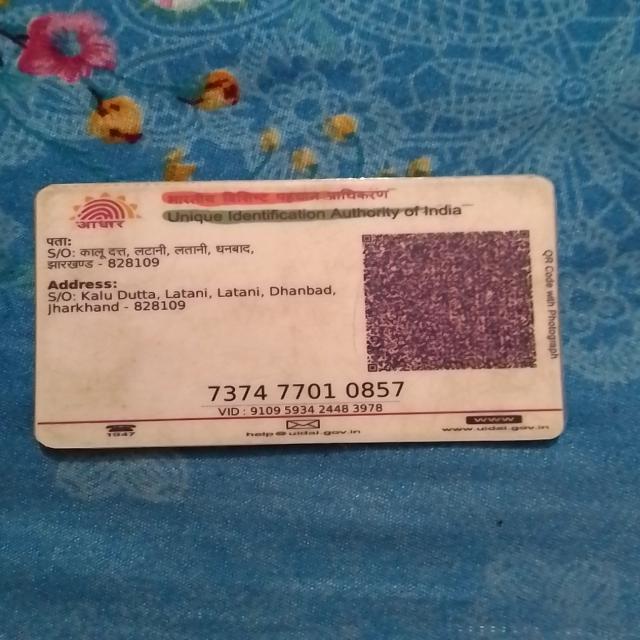 भारतीय विशिष्ट पहचान प्राधिकरण
Unique Identification Authority of India
आधार
पता:
S/O: कालू दत्त, लटानी, लतानी, धनबाद,
झारखण्ड - 828109
Address:
S/O: Kalu Dutta, Latani, Latani, Dhanbad,
Jharkhand - 828109
QR Code with Photograph
7374 7701 0857
VID : 9109 5934 2448 3978
1947
help@uidai.gov.in
www
www.uidai.gov.in